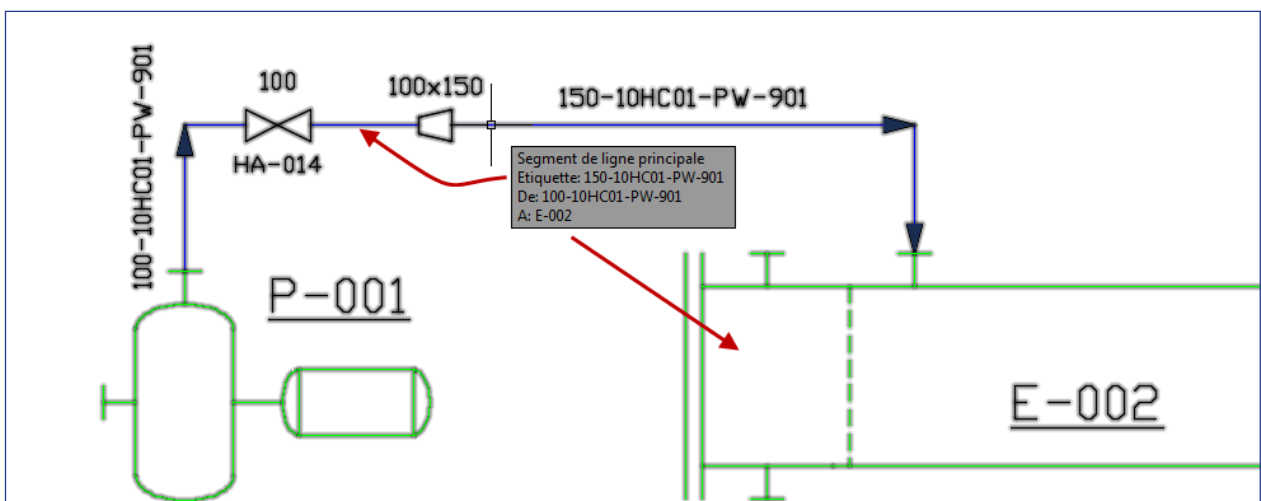 100-10HC01-PW-901
100
HA-014
100x150
150-10HC01-PW-901
Segment de ligne principale
Etiquette: 150-10HC01-PW-901
De: 100-10HC01-PW-901
A: E-002
P-001
E-002